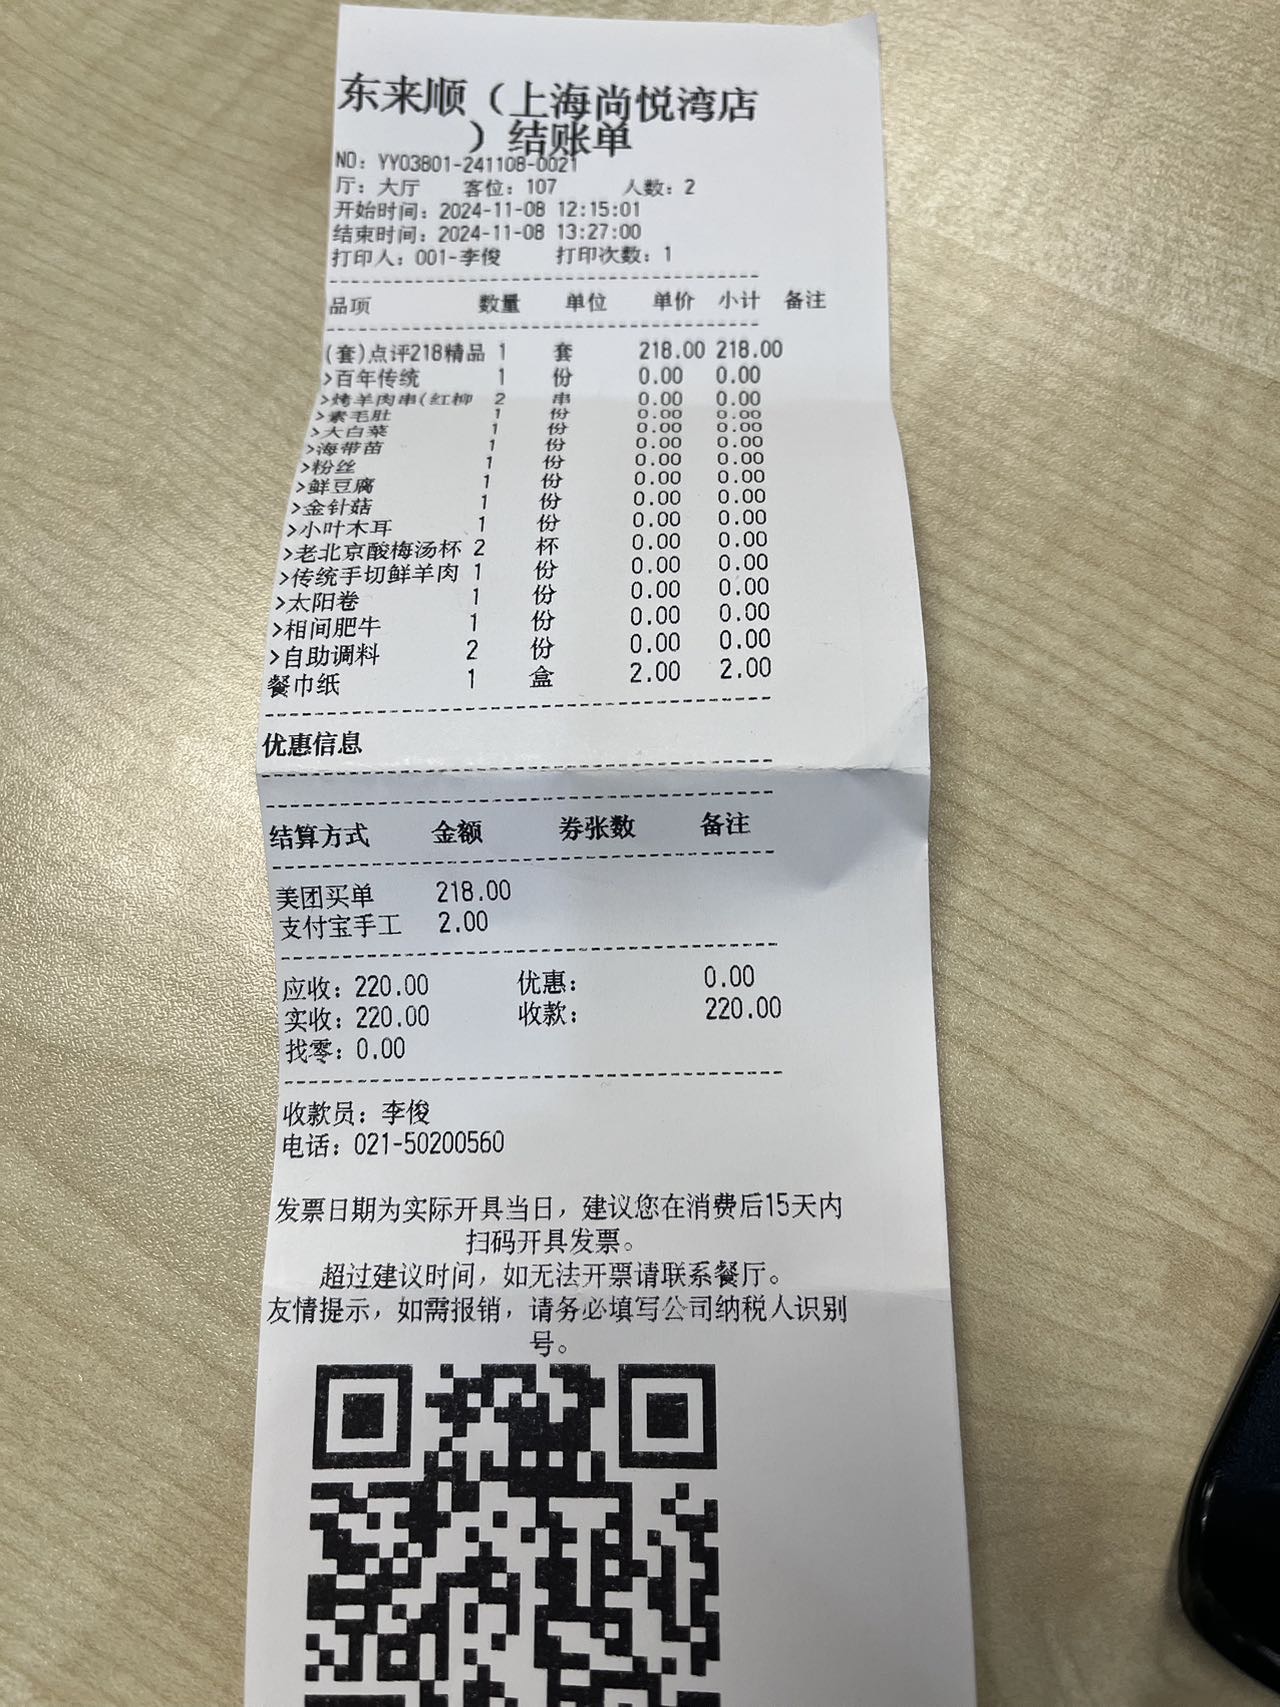 东来顺（上海尚悦湾店
）结账单
NO: YY03801-241108-0021
厅: 大厅 客位: 107 人数: 2
开始时间: 2024-11-08 12:15:01
结束时间: 2024-11-08 13:27:00
打印人: 001-李俊 打印次数: 1
品项 数量 单位 单价 小计 备注
(套)点评218精品 1 套 218.00 218.00
>百年传统 1 份 0.00 0.00
>烤羊肉串(红柳 2 串 0.00 0.00
>素毛肚 1 份 0.00 0.00
>大白菜 1 份 0.00 0.00
>海带苗 1 份 0.00 0.00
>粉丝 1 份 0.00 0.00
>鲜豆腐 1 份 0.00 0.00
>金针菇 1 份 0.00 0.00
>小叶木耳 1 份 0.00 0.00
>老北京酸梅汤杯 2 杯 0.00 0.00
>传统手切鲜羊肉 1 份 0.00 0.00
>太阳卷 1 份 0.00 0.00
>相间肥牛 1 份 0.00 0.00
>自助调料 2 份 0.00 0.00
餐巾纸 1 盒 2.00 2.00
优惠信息
结算方式 金额 券张数 备注
美团买单 218.00
支付宝手工 2.00
应收: 220.00 优惠: 0.00
实收: 220.00 收款: 220.00
找零: 0.00
收款员: 李俊
电话: 021-50200560
发票日期为实际开具当日，建议您在消费后15天内
扫码开具发票。
超过建议时间，如无法开票请联系餐厅。
友情提示，如需报销，请务必填写公司纳税人识别
号。